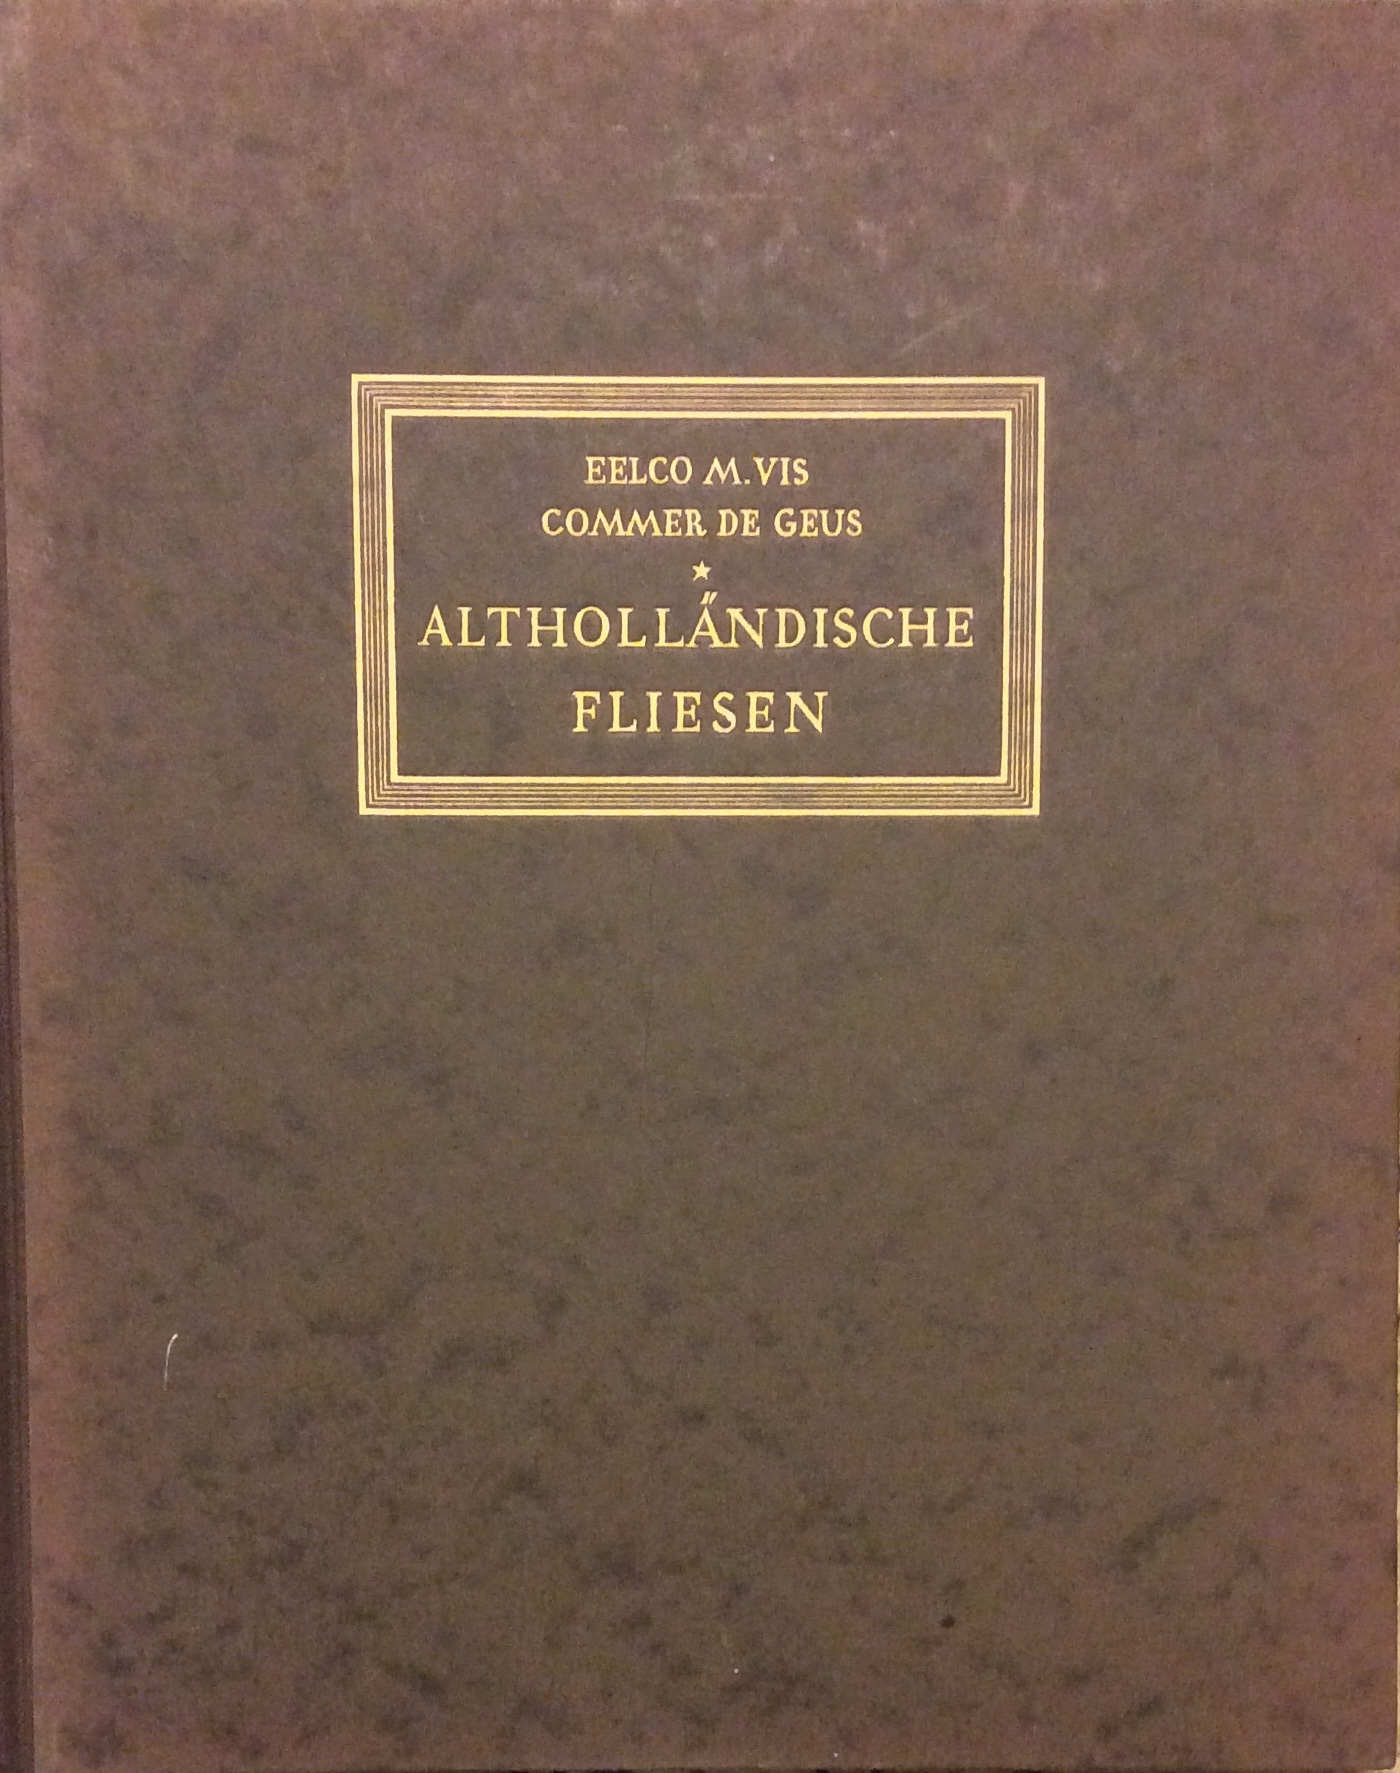 EELCO M. VIS
COMMER DE GEUS
★
ALTHOLLÄNDISCHE
FLIESEN